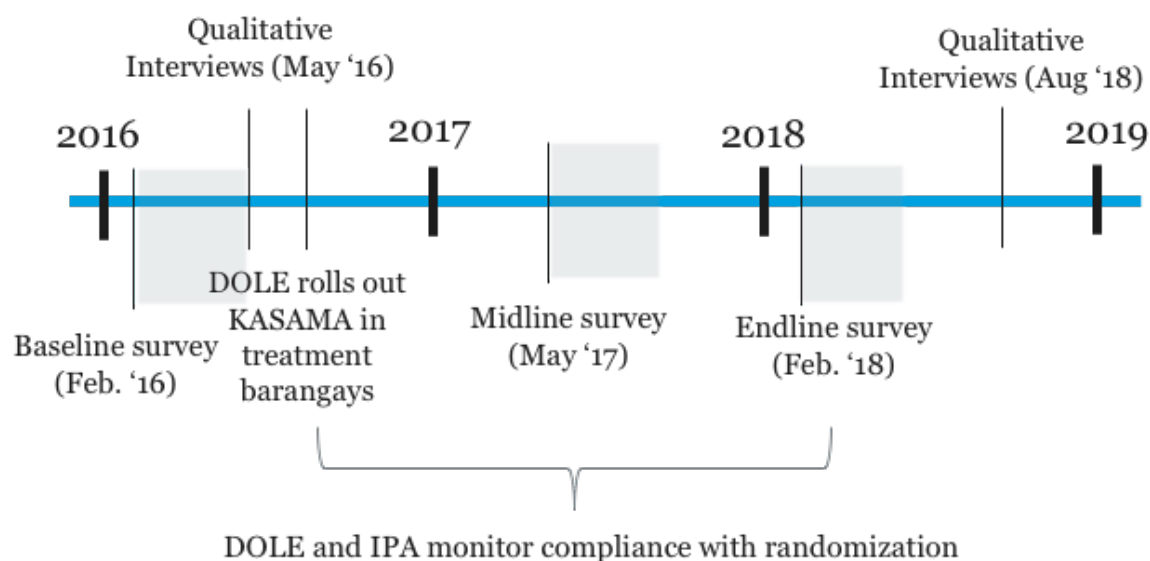 Qualitative
Interviews (May ‘16)
Qualitative
Interviews (Aug ‘18)
2016
2017
2018
2019
Baseline survey
(Feb. ‘16)
DOLE rolls out
KASAMA in
treatment
barangays
Midline survey
(May ‘17)
Endline survey
(Feb. ‘18)
DOLE and IPA monitor compliance with randomization